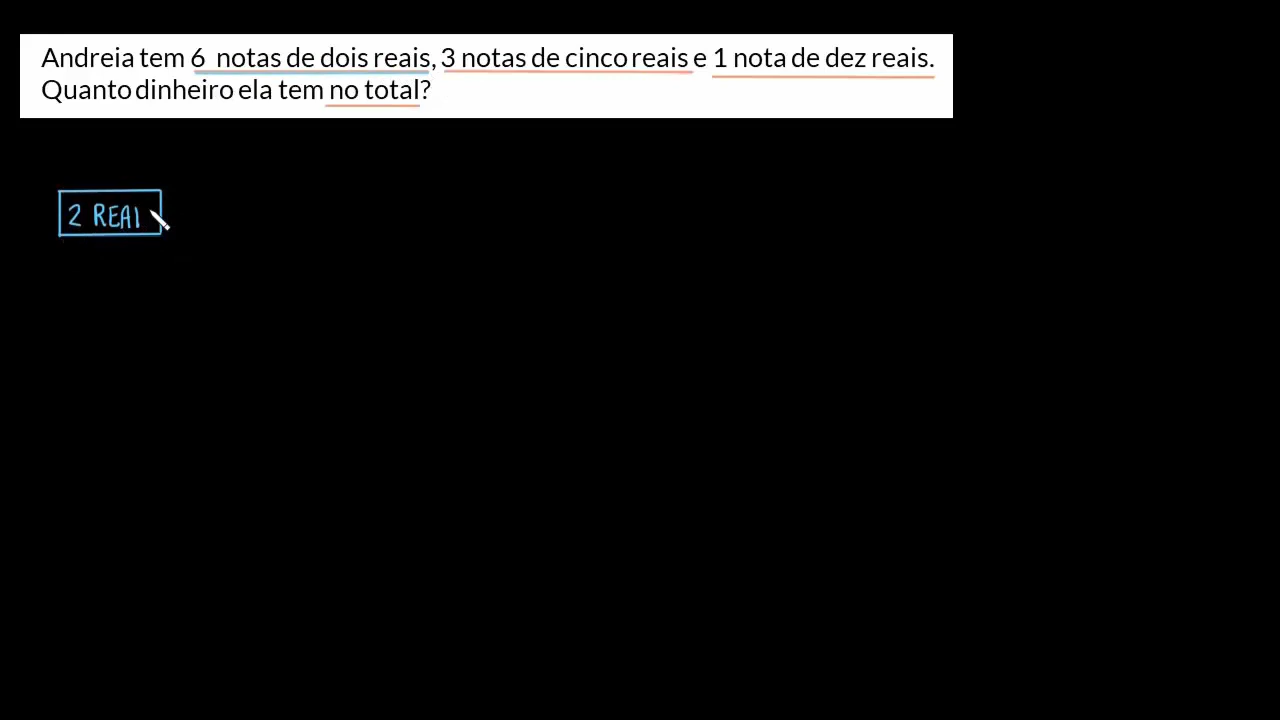 Andreia tem 6 notas de dois reais, 3 notas de cinco reais e 1 nota de dez reais.
Quanto dinheiro ela tem no total?
2 REAI